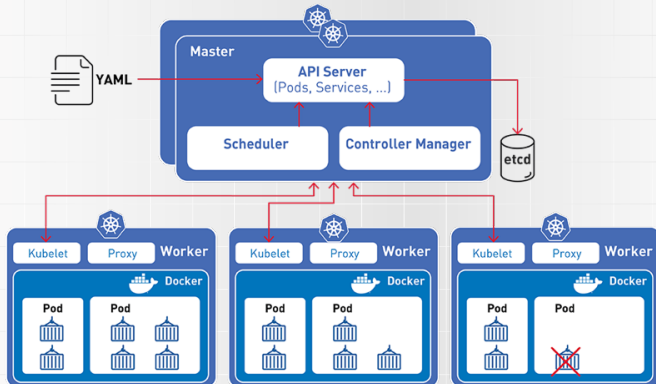 Master
YAML
API Server
(Pods, Services, ...)
Scheduler
Controller Manager
etcd
Kubelet
Proxy
Worker
Docker
Pod
Pod
Kubelet
Proxy
Worker
Docker
Pod
Pod
Kubelet
Proxy
Worker
Docker
Pod
Pod